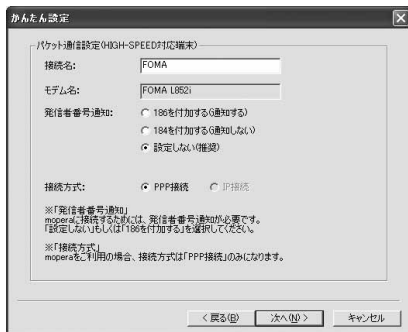 かんたん設定
パケット通信設定(HIGH-SPEED対応端末)
接続名: FOMA
モデム名: FOMA L852i
発信者番号通知: 186を付加する(通知する)
184を付加する(通知しない)
設定しない(推奨)
接続方式: PPP接続 IP接続
※「発信者番号通知」
moperaに接続するためには、発信者番号通知が必要です。
「設定しない」もしくは「186を付加する」を選択してください。
※「接続方式」
moperaをご利用の場合、接続方式は「PPP接続」のみになります。
< 戻る(B) 次へ(N) > キャンセル